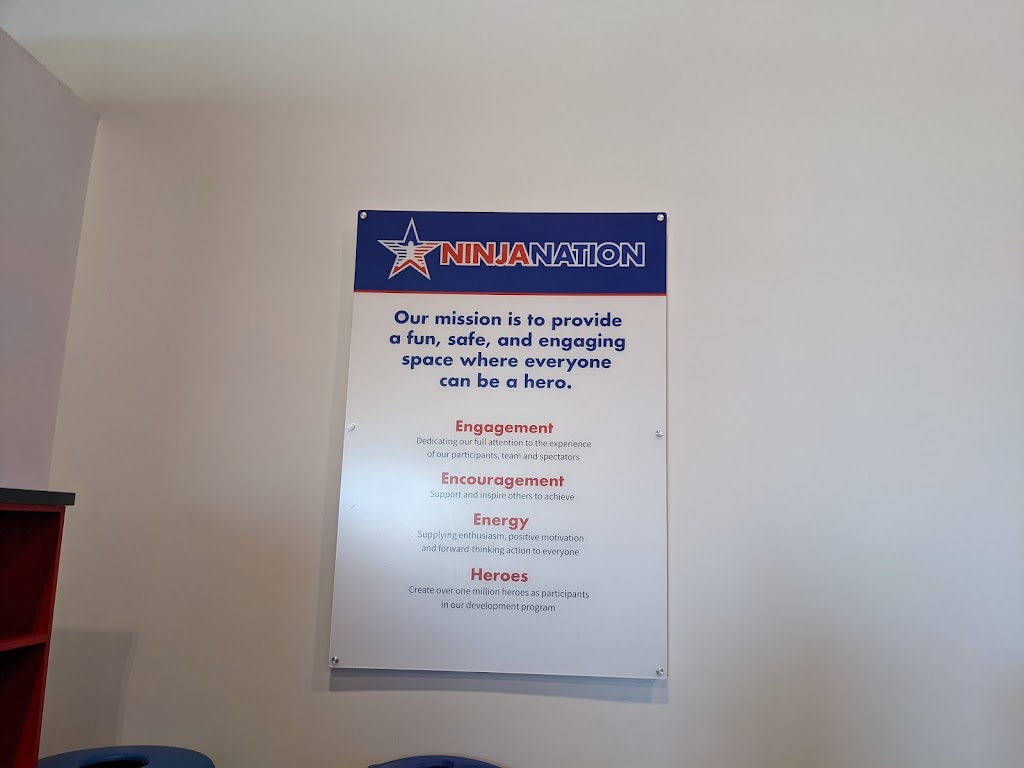 NINJANATION
Our mission is to provide
a fun, safe, and engaging
space where everyone
can be a hero.
Engagement
Dedicating our full attention to the experience
of our participants, team and spectators
Encouragement
Support and inspire others to achieve
Energy
Supplying enthusiasm, positive motivation
and forward-thinking action to everyone
Heroes
Create over one million heroes as participants
in our development program